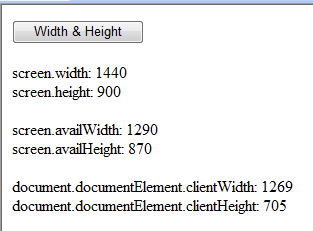 Width & Height
screen.width: 1440
screen.height: 900
screen.availWidth: 1290
screen.availHeight: 870
document.documentElement.clientWidth: 1269
document.documentElement.clientHeight: 705